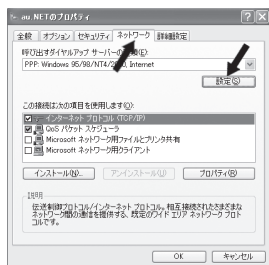 au.NETのプロパティ
全般 オプション セキュリティ ネットワーク 詳細設定
呼び出すダイヤルアップ サーバーの種類(E):
PPP: Windows 95/98/NT4/2000, Internet
設定(S)
この接続は次の項目を使用します(O):
インターネット プロトコル (TCP/IP)
QoS パケット スケジューラ
Microsoft ネットワーク用ファイルとプリンタ共有
Microsoft ネットワーク用クライアント
インストール(N)... アンインストール(U) プロパティ(R)
説明
伝送制御プロトコル/インターネット プロトコル。相互接続されたさまざまな
ネットワーク間の通信を提供する、既定のワイド エリア ネットワーク プロト
コルです。
OK キャンセル